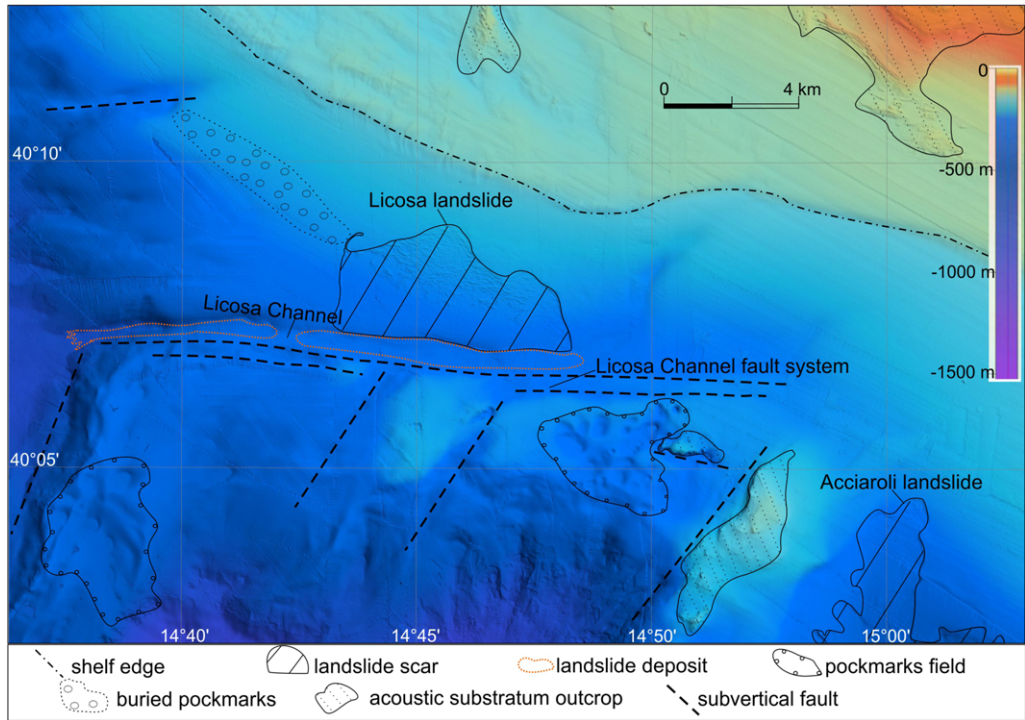 0 4 km
0
-500 m
-1000 m
-1500 m
40°10'
Licosa landslide
Licosa Channel
Licosa Channel fault system
40°05'
Acciaroli landslide
14°40' 14°45' 14°50' 15°00'
shelf edge landslide scar landslide deposit pockmarks field
buried pockmarks acoustic substratum outcrop subvertical fault